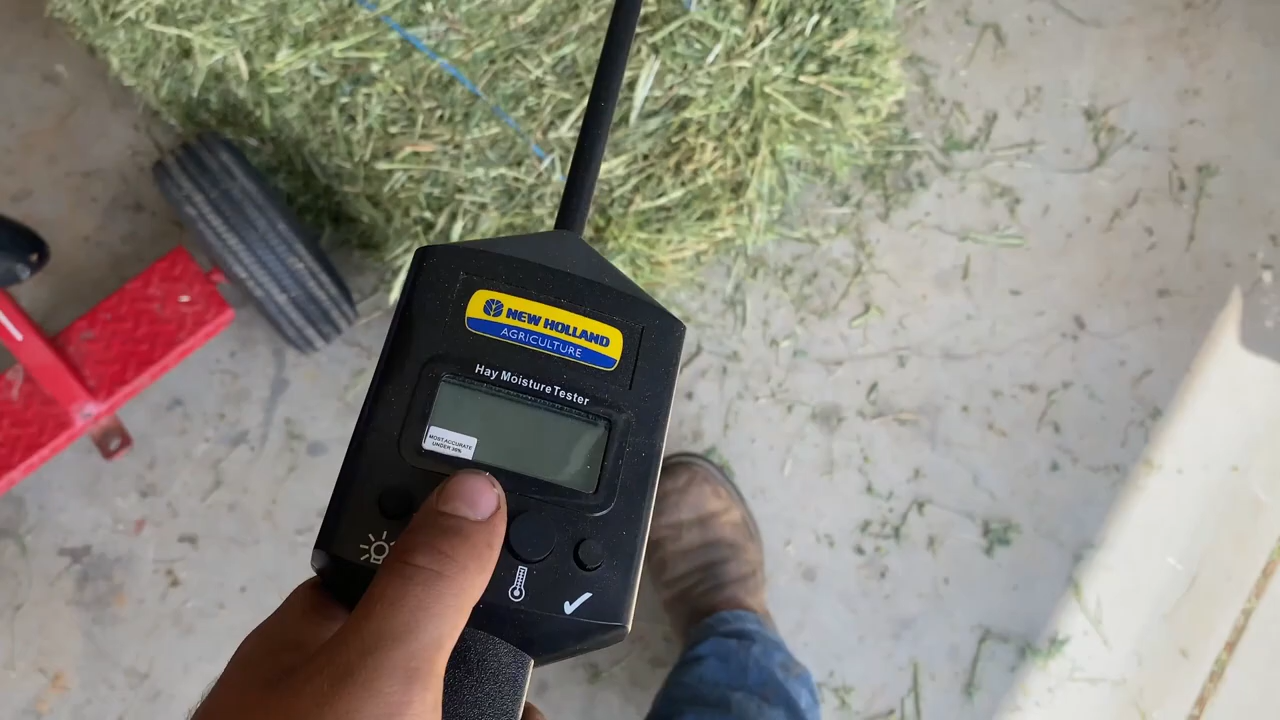 NEW HOLLAND
AGRICULTURE
Hay Moisture Tester
MOST ACCURATE
UNDER 30%